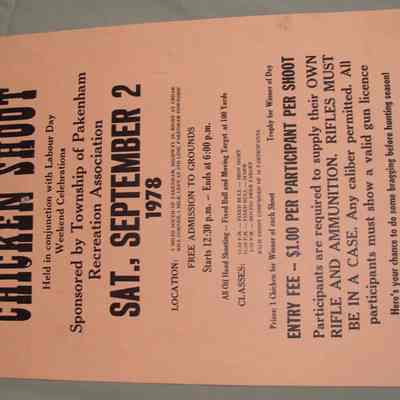 CHICKEN SHOOT
Held in conjunction with Labour Day
Weekend Celebrations
Sponsored by Township of Pakenham
Recreation Association
SAT., SEPTEMBER 2
1978
LOCATION:
FREE ADMISSION TO GROUNDS
Starts 12:30 p.m. – Ends at 6:00 p.m.
All Off Hand Shooting – Fixed Bull and Moving Target at 100 Yards
CLASSES:
Prizes: 1 Chicken for Winner of each Shoot Trophy for Winner of Day
ENTRY FEE – $1.00 PER PARTICIPANT PER SHOOT
Participants are required to supply their OWN
RIFLE AND AMMUNITION. RIFLES MUST
BE IN A CASE. Any caliber permitted. All
participants must show a valid gun licence
Here's your chance to do some bragging before hunting season!